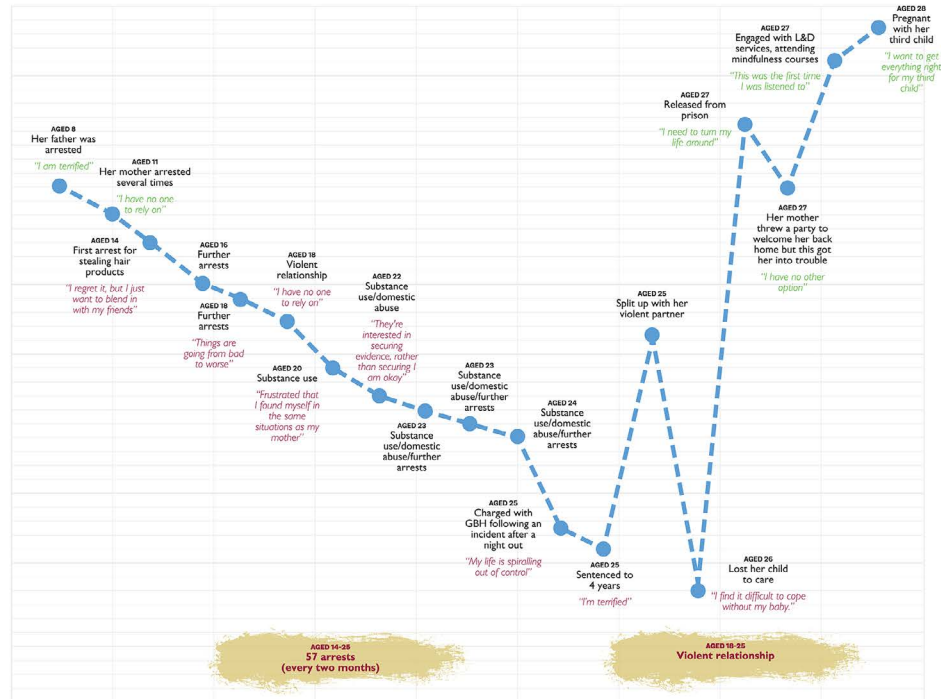 AGED 8
Her father was
arrested
"I am terrified"
AGED 11
Her mother arrested
several times
"I have no one
to rely on"
AGED 14
First arrest for
stealing hair
products
"I regret it, but I just
want to blend in
with my friends"
AGED 16
Further
arrests
AGED 18
Further
arrests
"Things are
going from bad
to worse"
AGED 18
Violent
relationship
"I have no one
to rely on"
AGED 20
Substance use
"Frustrated that
I found myself in
the same
situations as my
mother"
AGED 22
Substance
use/domestic
abuse
"They're
interested in
securing
evidence, rather
than securing I
am okay"
AGED 23
Substance
use/domestic
abuse/further
arrests
AGED 23
Substance
use/domestic
abuse/further
arrests
AGED 24
Substance
use/domestic
abuse/further
arrests
AGED 25
Charged with
GBH following an
incident after a
night out
"My life is spiralling
out of control"
AGED 25
Sentenced to
4 years
"I'm terrified"
AGED 25
Split up with her
violent partner
AGED 26
Lost her child
to care
"I find it difficult to cope
without my baby."
AGED 27
Released from
prison
"I need to turn my
life around"
AGED 27
Her mother
threw a party to
welcome her back
home but this got
her into trouble
"I have no other
option"
AGED 27
Engaged with L&D
services, attending
mindfulness courses
"This was the first time
I was listened to"
AGED 28
Pregnant
with her
third child
"I want to get
everything right
for my third
child"
AGED 14-25
57 arrests
(every two months)
AGED 18-25
Violent relationship